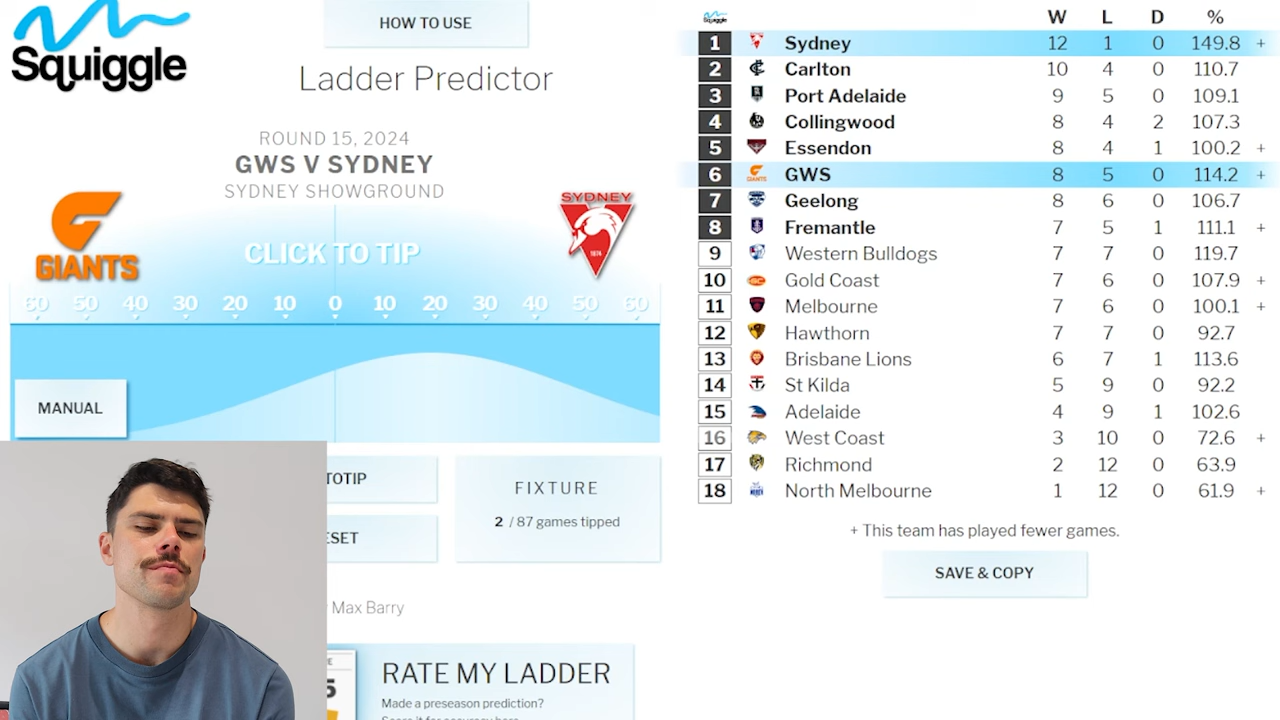 Squiggle
HOW TO USE
Ladder Predictor
ROUND 15, 2024
GWS V SYDNEY
SYDNEY SHOWGROUND
GIANTS
SYDNEY
CLICK TO TIP
60 50 40 30 20 10 0 10 20 30 40 50 60
MANUAL
TOTIP
ESET
FIXTURE
2 / 87 games tipped
Max Barry
RATE MY LADDER
Made a preseason prediction?
W L D %
1 Sydney 12 1 0 149.8 +
2 Carlton 10 4 0 110.7
3 Port Adelaide 9 5 0 109.1
4 Collingwood 8 4 2 107.3
5 Essendon 8 4 1 100.2 +
6 GWS 8 5 0 114.2 +
7 Geelong 8 6 0 106.7
8 Fremantle 7 5 1 111.1 +
9 Western Bulldogs 7 7 0 119.7
10 Gold Coast 7 6 0 107.9 +
11 Melbourne 7 6 0 100.1 +
12 Hawthorn 7 7 0 92.7
13 Brisbane Lions 6 7 1 113.6
14 St Kilda 5 9 0 92.2
15 Adelaide 4 9 1 102.6
16 West Coast 3 10 0 72.6 +
17 Richmond 2 12 0 63.9
18 North Melbourne 1 12 0 61.9 +
+ This team has played fewer games.
SAVE & COPY